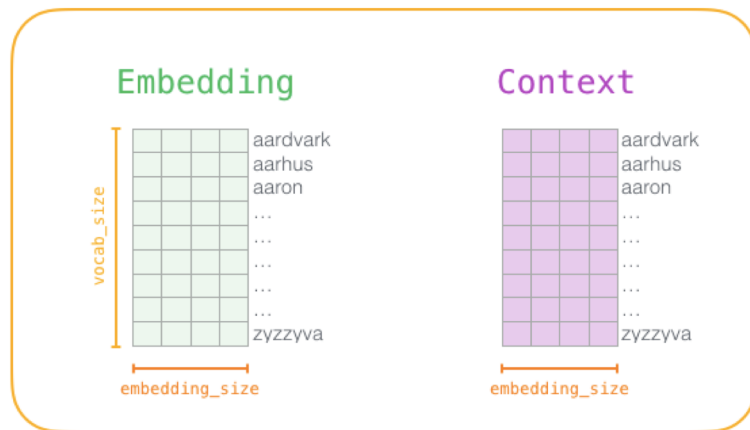 Embedding
vocab_size
aardvark
aarhus
aaron
...
...
...
...
...
zyzzyva
embedding_size
Context
aardvark
aarhus
aaron
...
...
...
...
...
zyzzyva
embedding_size